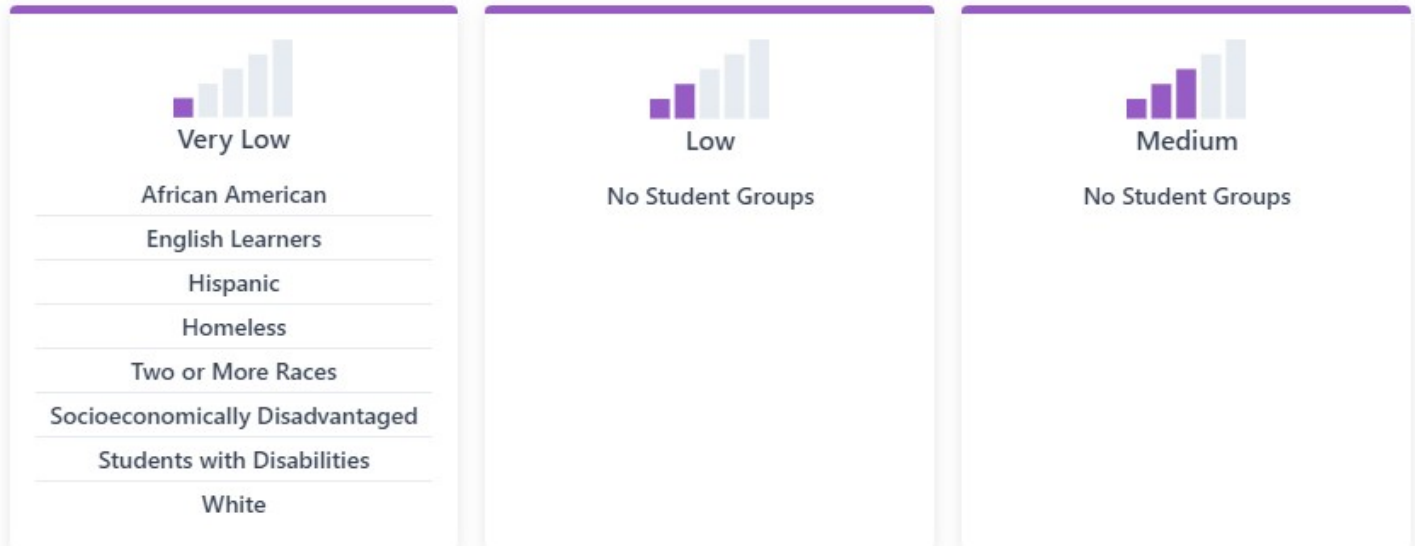 Very Low
African American
English Learners
Hispanic
Homeless
Two or More Races
Socioeconomically Disadvantaged
Students with Disabilities
White
Low
No Student Groups
Medium
No Student Groups